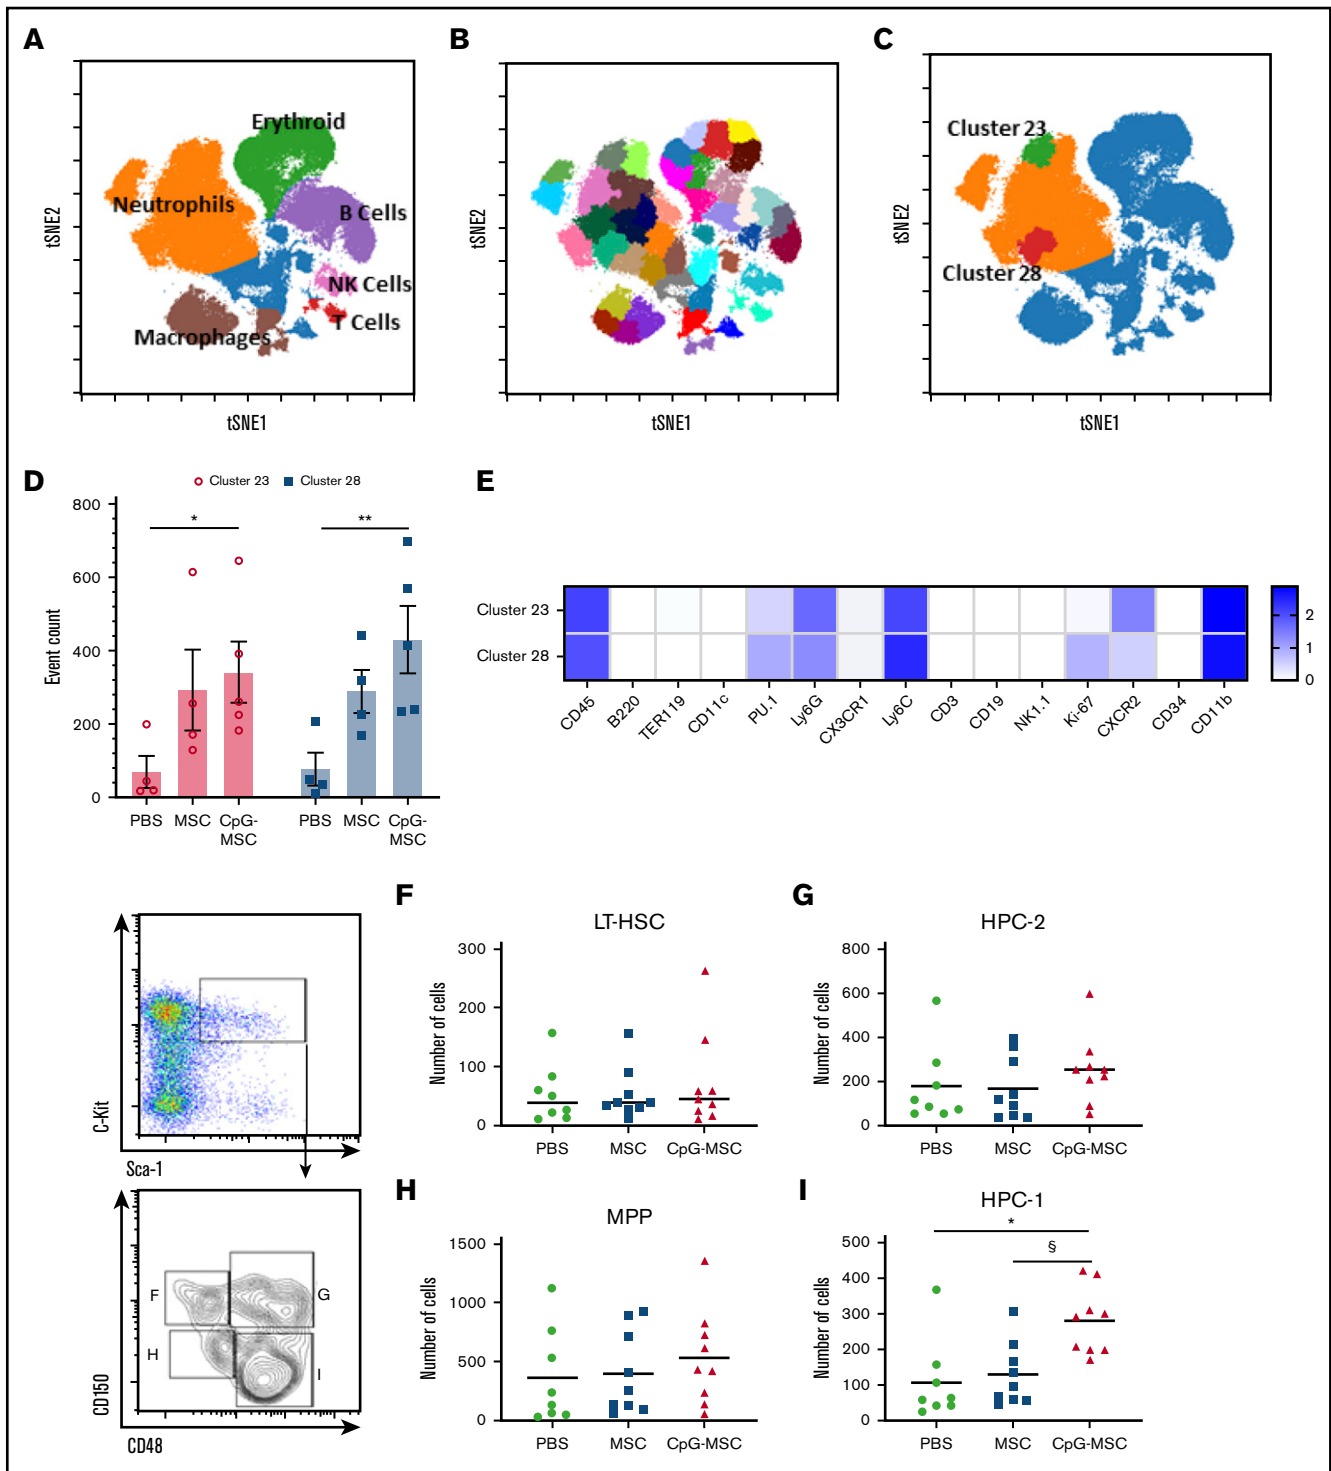 A
B
C
Erythroid
Neutrophils
B Cells
NK Cells
T Cells
Macrophages
tSNE2
tSNE1
tSNE2
tSNE1
Cluster 23
Cluster 28
tSNE2
tSNE1
D
Cluster 23
Cluster 28
Event count
800
600
400
200
0
*
**
PBS
MSC
CpG-
MSC
PBS
MSC
CpG-
MSC
E
Cluster 23
Cluster 28
2
1
0
CD45
B220
TER119
CD11c
PU.1
Ly6G
CX3CR1
Ly6C
CD3
CD19
NK1.1
Ki-67
CXCR2
CD34
CD11b
C-Kit
Sca-1
F
G
H
I
CD150
CD48
F
LT-HSC
Number of cells
300
200
100
0
PBS
MSC
CpG-MSC
G
HPC-2
Number of cells
800
600
400
200
0
PBS
MSC
CpG-MSC
H
MPP
Number of cells
1500
1000
500
0
PBS
MSC
CpG-MSC
I
HPC-1
*
§
Number of cells
500
400
300
200
100
0
PBS
MSC
CpG-MSC